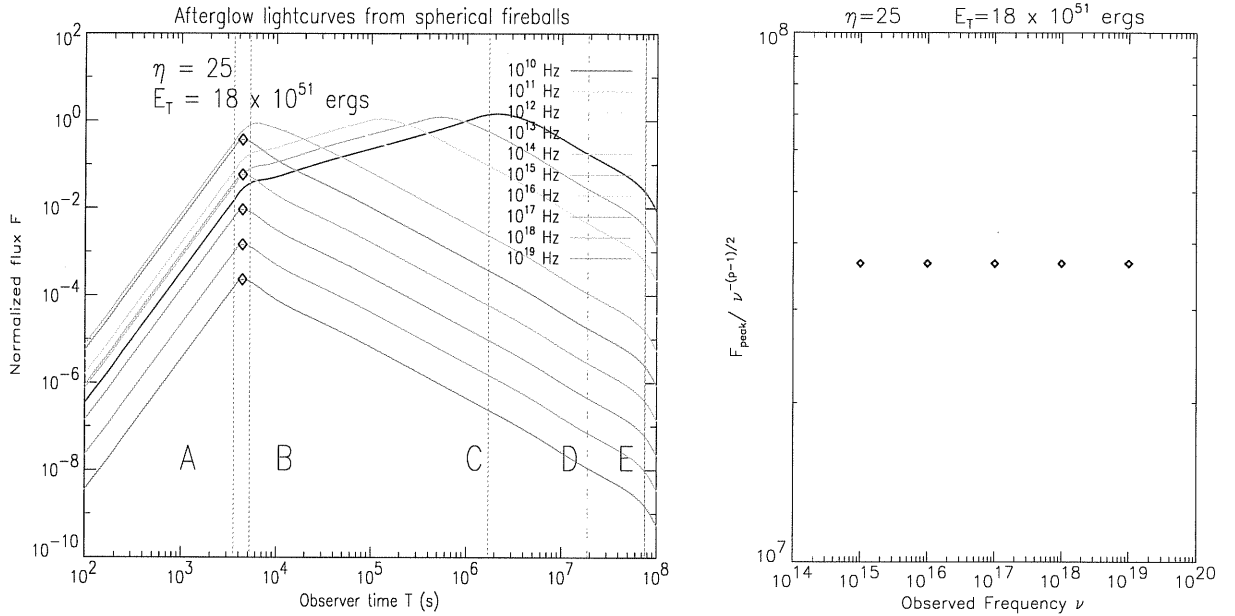 Afterglow lightcurves from spherical fireballs
η = 25
E_T = 18 x 10^51 ergs
10^10 Hz
10^11 Hz
10^12 Hz
10^13 Hz
10^14 Hz
10^15 Hz
10^16 Hz
10^17 Hz
10^18 Hz
10^19 Hz
Normalized flux F
10^2
10^0
10^-2
10^-4
10^-6
10^-8
10^-10
A B C D E
10^2 10^3 10^4 10^5 10^6 10^7 10^8
Observer time T (s)
η=25 E_T=18 x 10^51 ergs
10^8
F_peak/ ν^-(p-1)/2
10^7
10^14 10^15 10^16 10^17 10^18 10^19 10^20
Observed Frequency ν